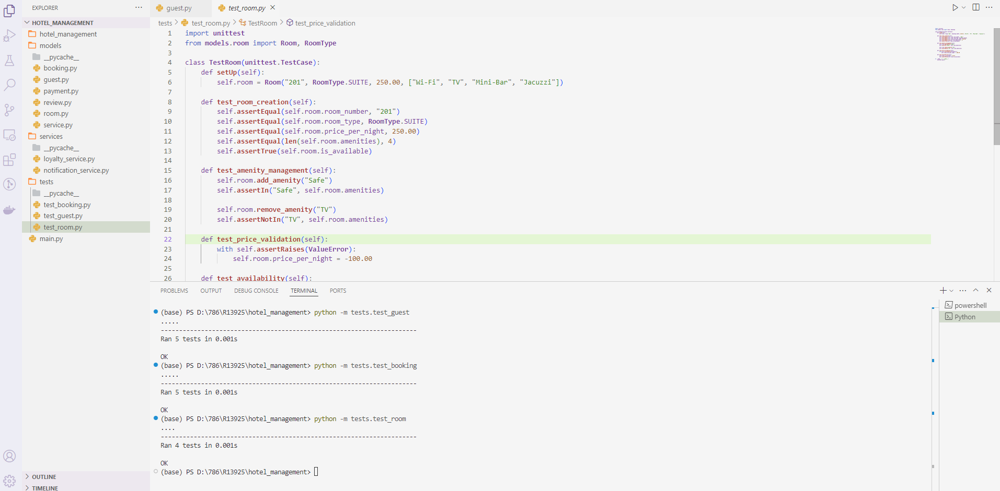 EXPLORER
HOTEL_MANAGEMENT
hotel_management
models
__pycache__
booking.py
guest.py
payment.py
review.py
room.py
service.py
services
__pycache__
loyalty_service.py
notification_service.py
tests
__pycache__
test_booking.py
test_guest.py
test_room.py
main.py
OUTLINE
TIMELINE
guest.py test_room.py
tests > test_room.py > TestRoom > test_price_validation
1 import unittest
2 from models.room import Room, RoomType
3
4 class TestRoom(unittest.TestCase):
5     def setUp(self):
6         self.room = Room("201", RoomType.SUITE, 250.00, ["Wi-Fi", "TV", "Mini-Bar", "Jacuzzi"])
7
8     def test_room_creation(self):
9         self.assertEqual(self.room.room_number, "201")
10         self.assertEqual(self.room.room_type, RoomType.SUITE)
11         self.assertEqual(self.room.price_per_night, 250.00)
12         self.assertEqual(len(self.room.amenities), 4)
13         self.assertTrue(self.room.is_available)
14
15     def test_amenity_management(self):
16         self.room.add_amenity("Safe")
17         self.assertIn("Safe", self.room.amenities)
18
19         self.room.remove_amenity("TV")
20         self.assertNotIn("TV", self.room.amenities)
21
22     def test_price_validation(self):
23         with self.assertRaises(ValueError):
24             self.room.price_per_night = -100.00
25
26     def test_availability(self):
PROBLEMS OUTPUT DEBUG CONSOLE TERMINAL PORTS
(base) PS D:\786\R13925\hotel_management> python -m tests.test_guest
.....
----------------------------------------------------------------------
Ran 5 tests in 0.001s
OK
(base) PS D:\786\R13925\hotel_management> python -m tests.test_booking
.....
----------------------------------------------------------------------
Ran 5 tests in 0.001s
OK
(base) PS D:\786\R13925\hotel_management> python -m tests.test_room
....
----------------------------------------------------------------------
Ran 4 tests in 0.001s
OK
(base) PS D:\786\R13925\hotel_management>
powershell
Python